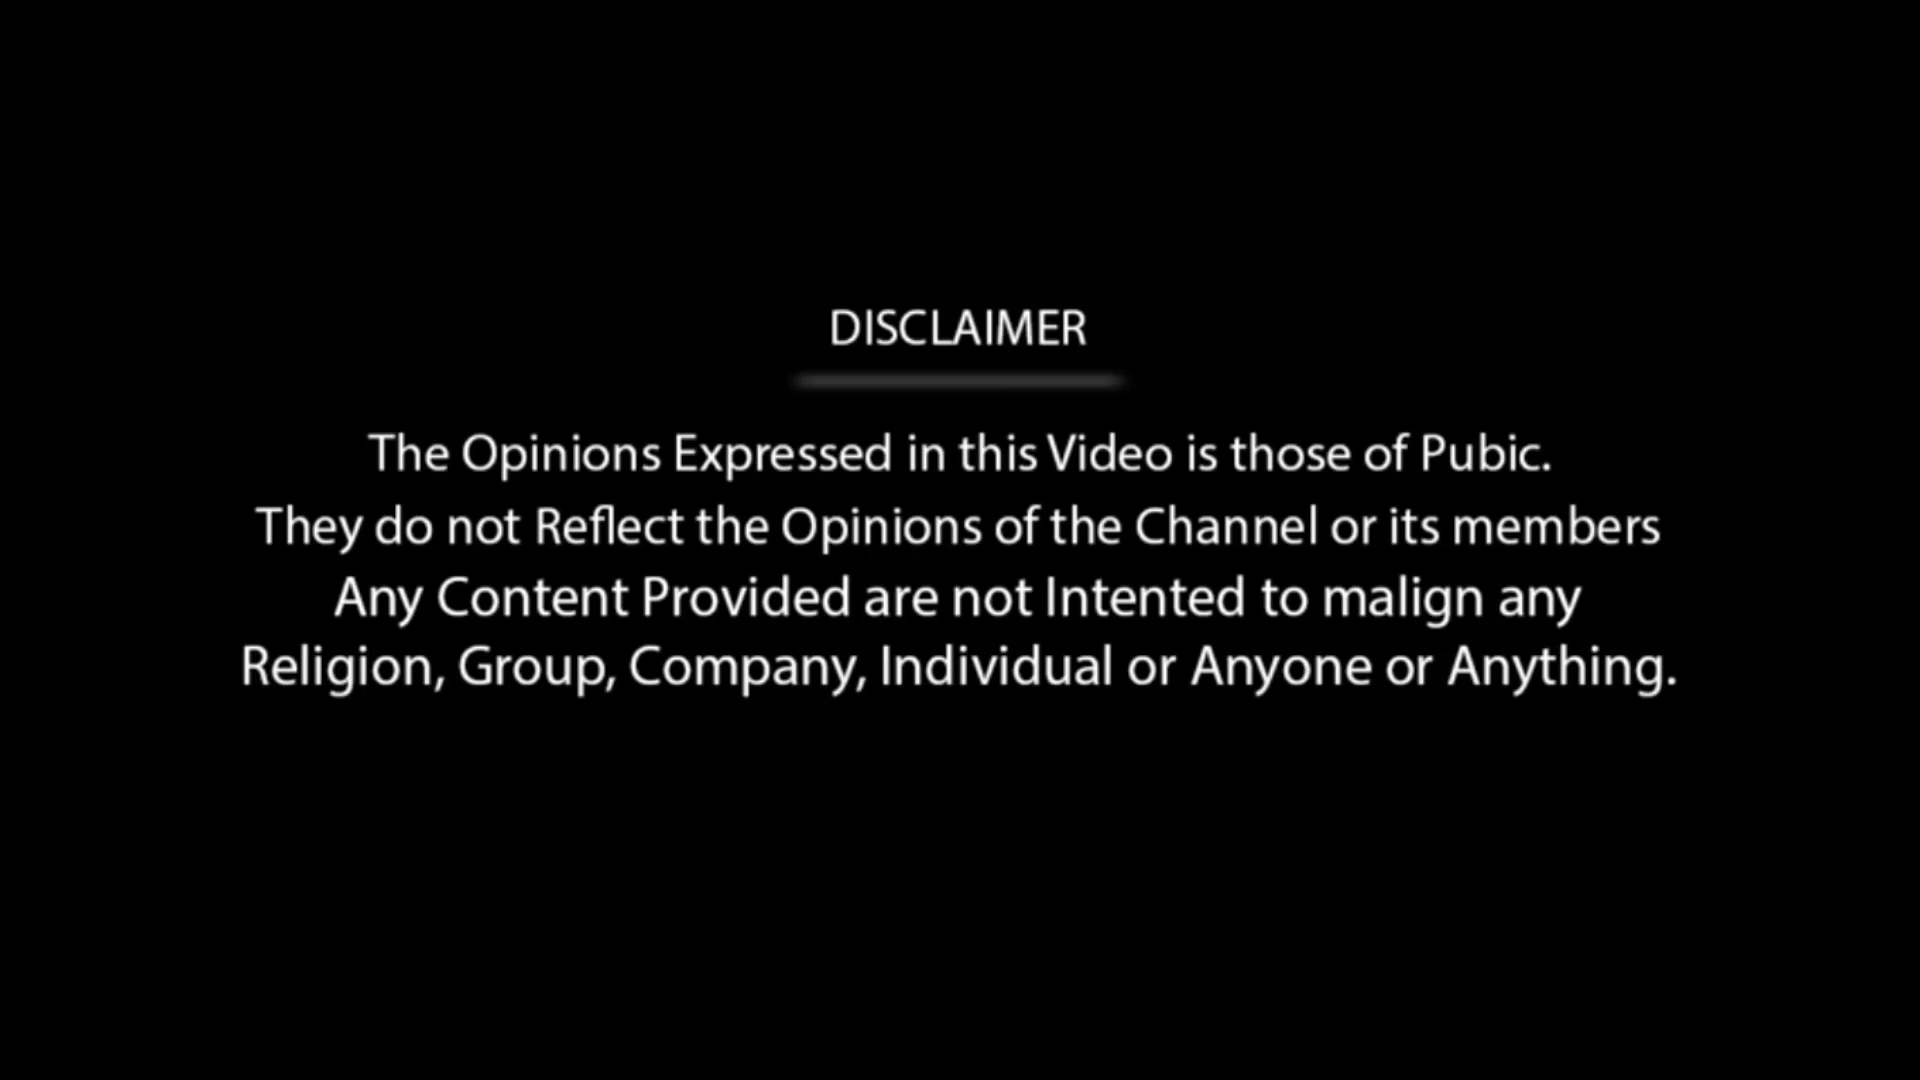 DISCLAIMER
The Opinions Expressed in this Video is those of Pubic.
They do not Reflect the Opinions of the Channel or its members
Any Content Provided are not Intented to malign any
Religion, Group, Company, Individual or Anyone or Anything.